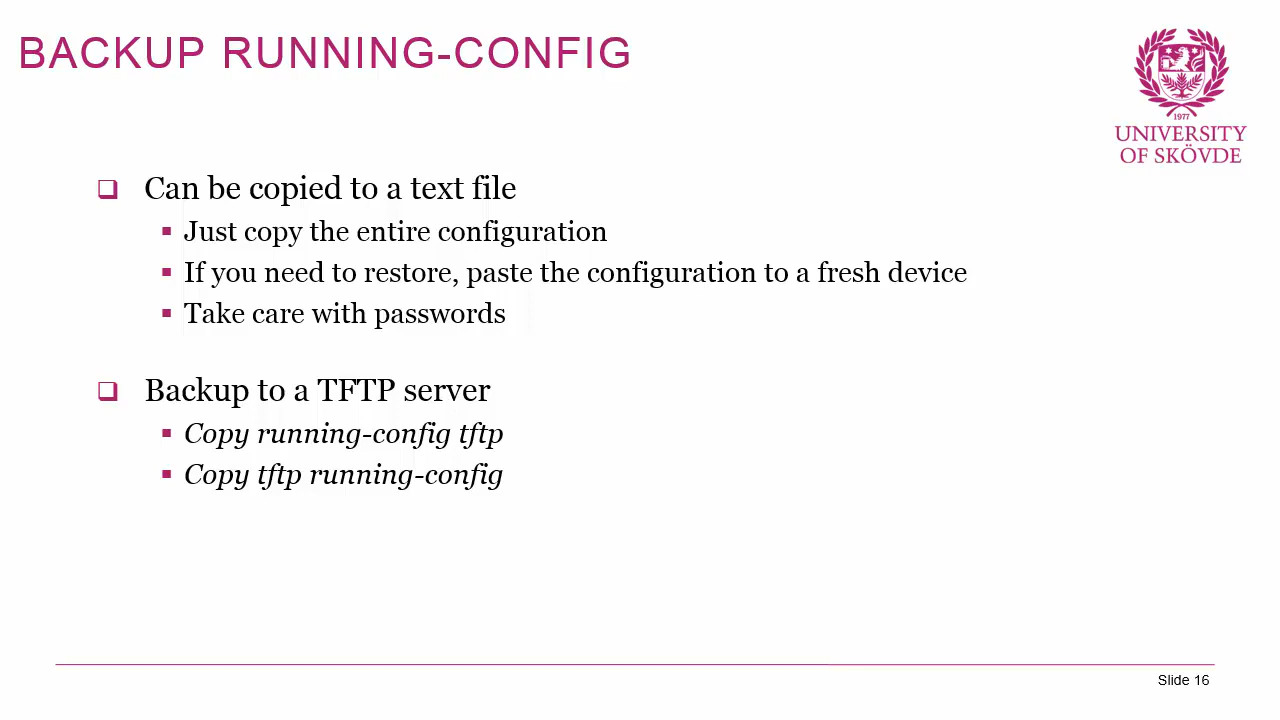 BACKUP RUNNING-CONFIG
1977
UNIVERSITY
OF SKÖVDE
Can be copied to a text file
Just copy the entire configuration
If you need to restore, paste the configuration to a fresh device
Take care with passwords
Backup to a TFTP server
Copy running-config tftp
Copy tftp running-config
Slide 16